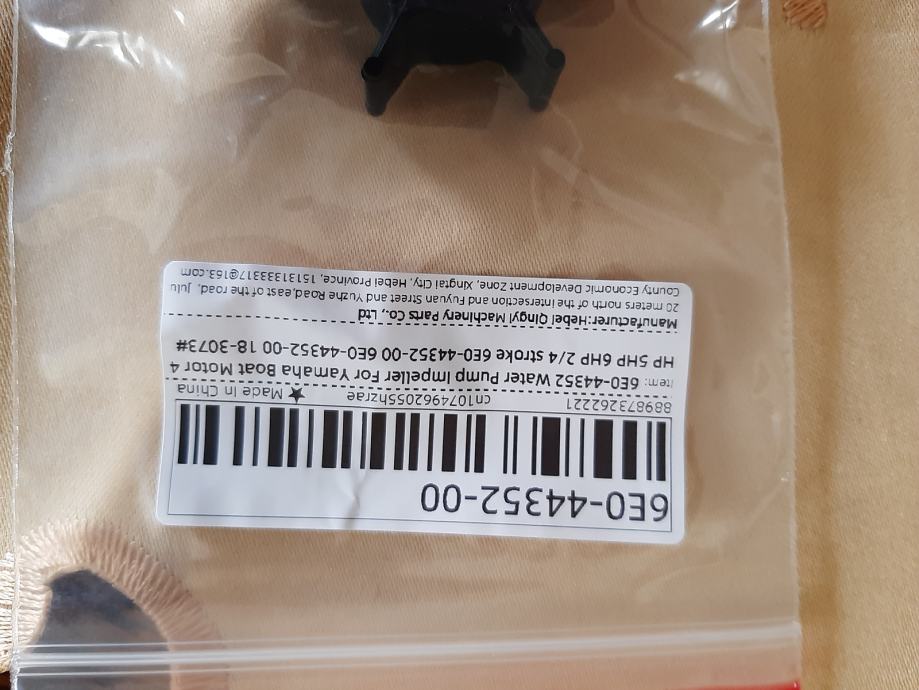 6E0-44352-00
889873262221 cn1074962055hzrae ★ Made In China
Item: 6E0-44352 Water Pump Impeller For Yamaha Boat Motor 4
HP 5HP 6HP 2/4 stroke 6E0-44352-00 6E0-44352-00 18-3073#
Manufacturer:Hebei Qingyi Machinery Parts Co., Ltd
20 meters north of the intersection and Fuyuan Street and Yuzhe Road,east of the road, Julu
County Economic Development Zone, Xingtai City, Hebei Province, 15131333317@163.com